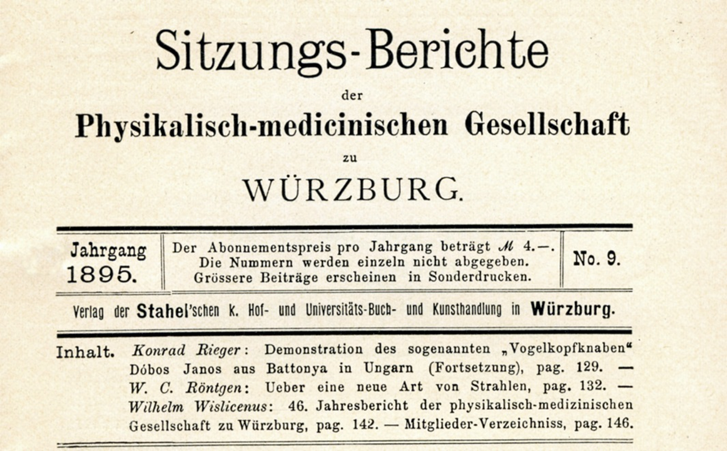 Sitzungs-Berichte
der
Physikalisch-medicinischen Gesellschaft
zu
WÜRZBURG.
Jahrgang
1895.
Der Abonnementspreis pro Jahrgang beträgt ℳ 4.—.
Die Nummern werden einzeln nicht abgegeben.
Grössere Beiträge erscheinen in Sonderdrucken.
No. 9.
Verlag der Stahel'schen k. Hof- und Universitäts-Buch- und Kunsthandlung in Würzburg.
Inhalt. Konrad Rieger: Demonstration des sogenannten „Vogelkopfknaben“
Dóbos Janos aus Battonya in Ungarn (Fortsetzung), pag. 129. —
W. C. Röntgen: Ueber eine neue Art von Strahlen, pag. 132. —
Wilhelm Wislicenus: 46. Jahresbericht der physikalisch-medizinischen
Gesellschaft zu Würzburg, pag. 142. — Mitglieder-Verzeichniss, pag. 146.